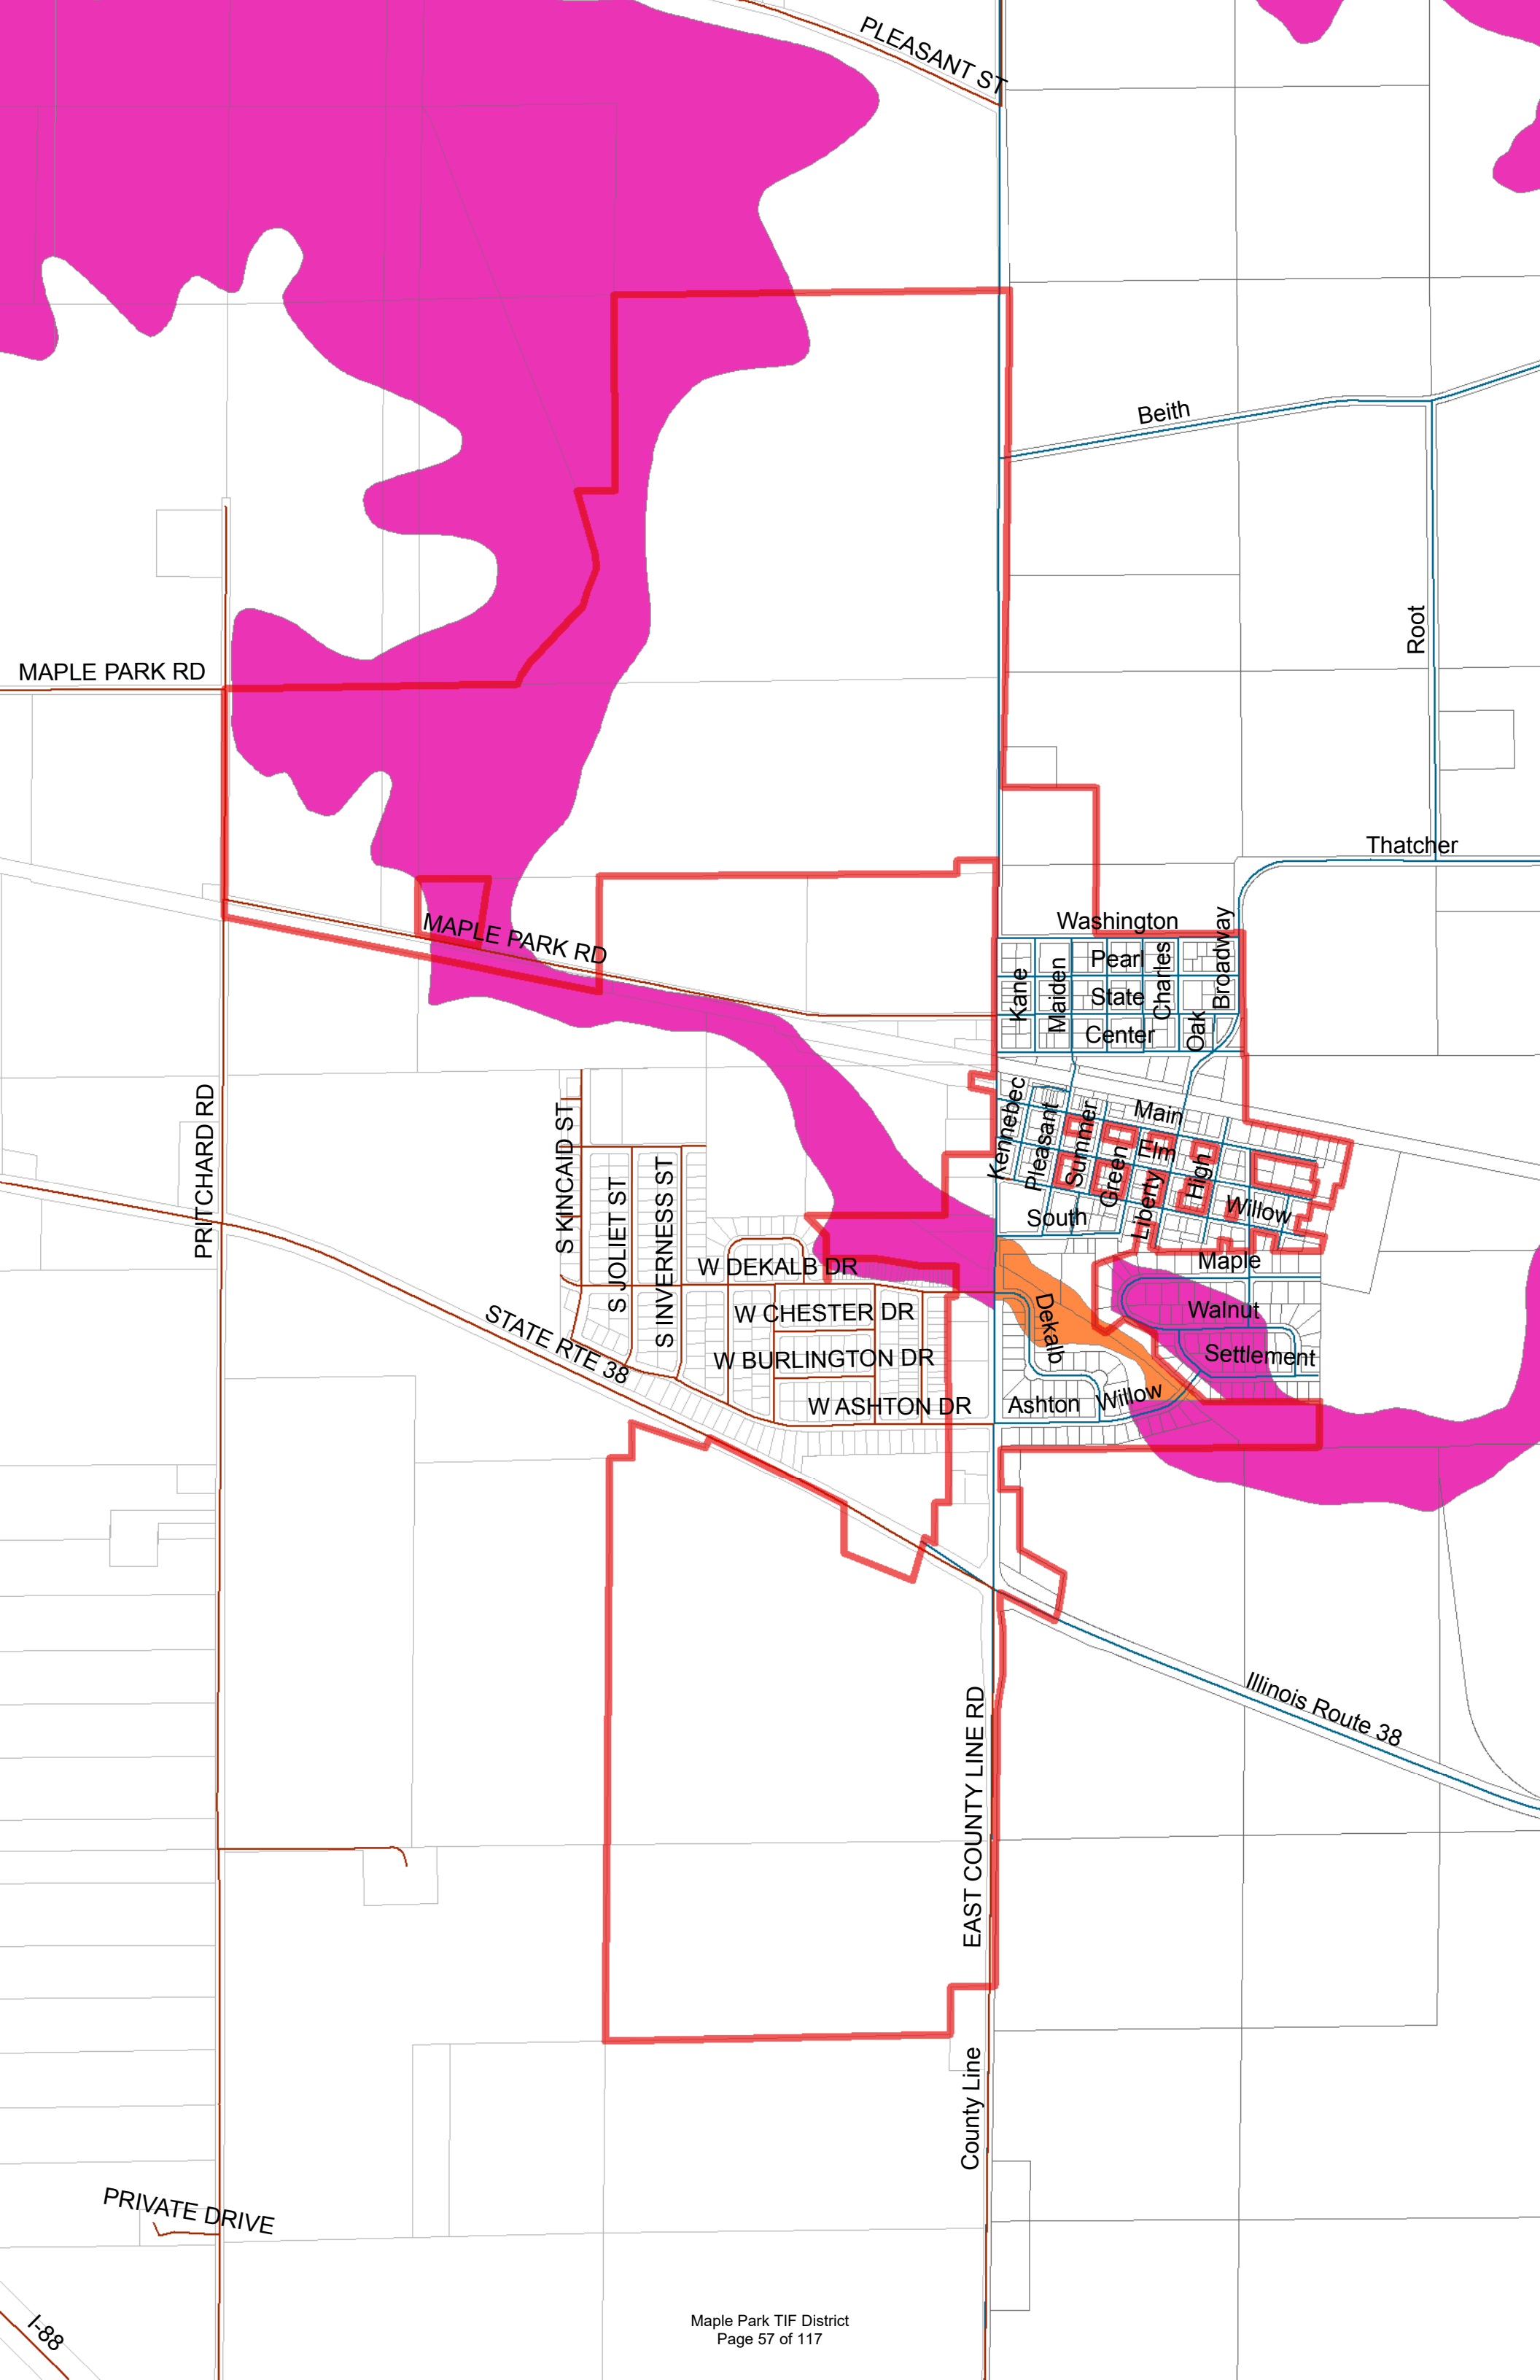 PLEASANT ST
Beith
Root
MAPLE PARK RD
Thatcher
Washington
MAPLE PARK RD
Pearl
Kane
Maiden
State
Charles
Broadway
Center
Oak
PRITCHARD RD
S KINCAID ST
S JOLIET ST
S INVERNESS ST
Kennebec
Pleasant
Summer
Main
Green
Elm
Liberty
High
Willow
South
Maple
W DEKALB DR
Dekalb
Walnut
W CHESTER DR
STATE RTE 38
W BURLINGTON DR
Settlement
W ASHTON DR
Ashton
Willow
Illinois Route 38
EAST COUNTY LINE RD
County Line
PRIVATE DRIVE
I-88
Maple Park TIF District
Page 57 of 117